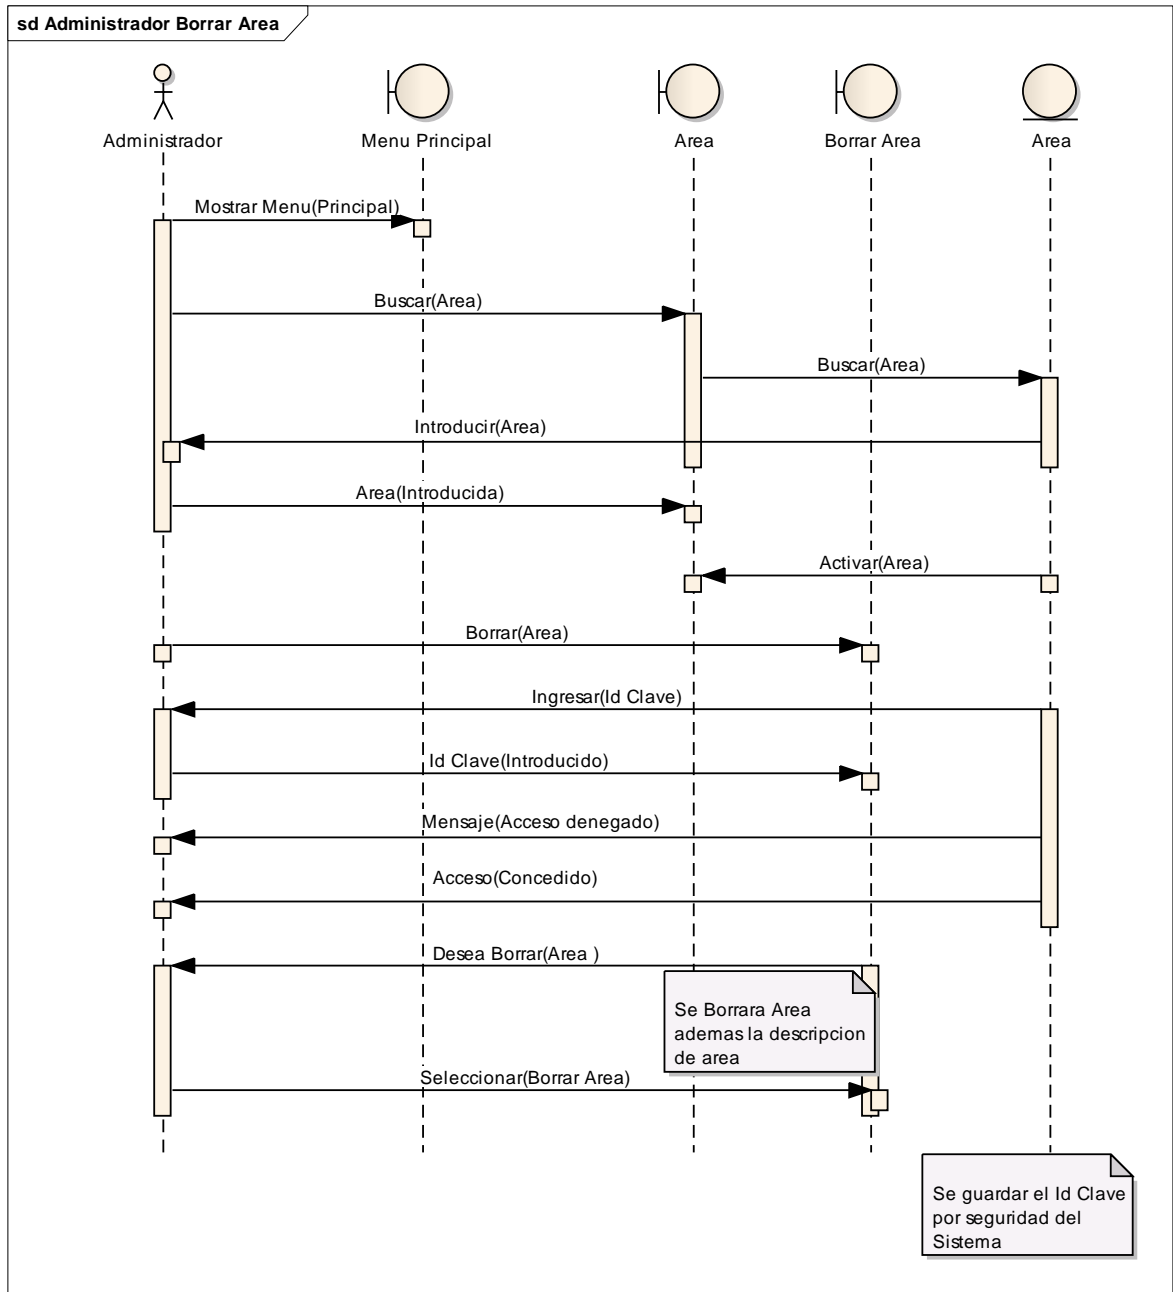 sd Administrador Borrar Area
Administrador
Menu Principal
Area
Borrar Area
Area
Mostrar Menu(Principal)
Buscar(Area)
Buscar(Area)
Introducir(Area)
Area(Introducida)
Activar(Area)
Borrar(Area)
Ingresar(Id Clave)
Id Clave(Introducido)
Mensaje(Acceso denegado)
Acceso(Concedido)
Desea Borrar(Area )
Se Borrara Area
ademas la descripcion
de area
Seleccionar(Borrar Area)
Se guardar el Id Clave
por seguridad del
Sistema